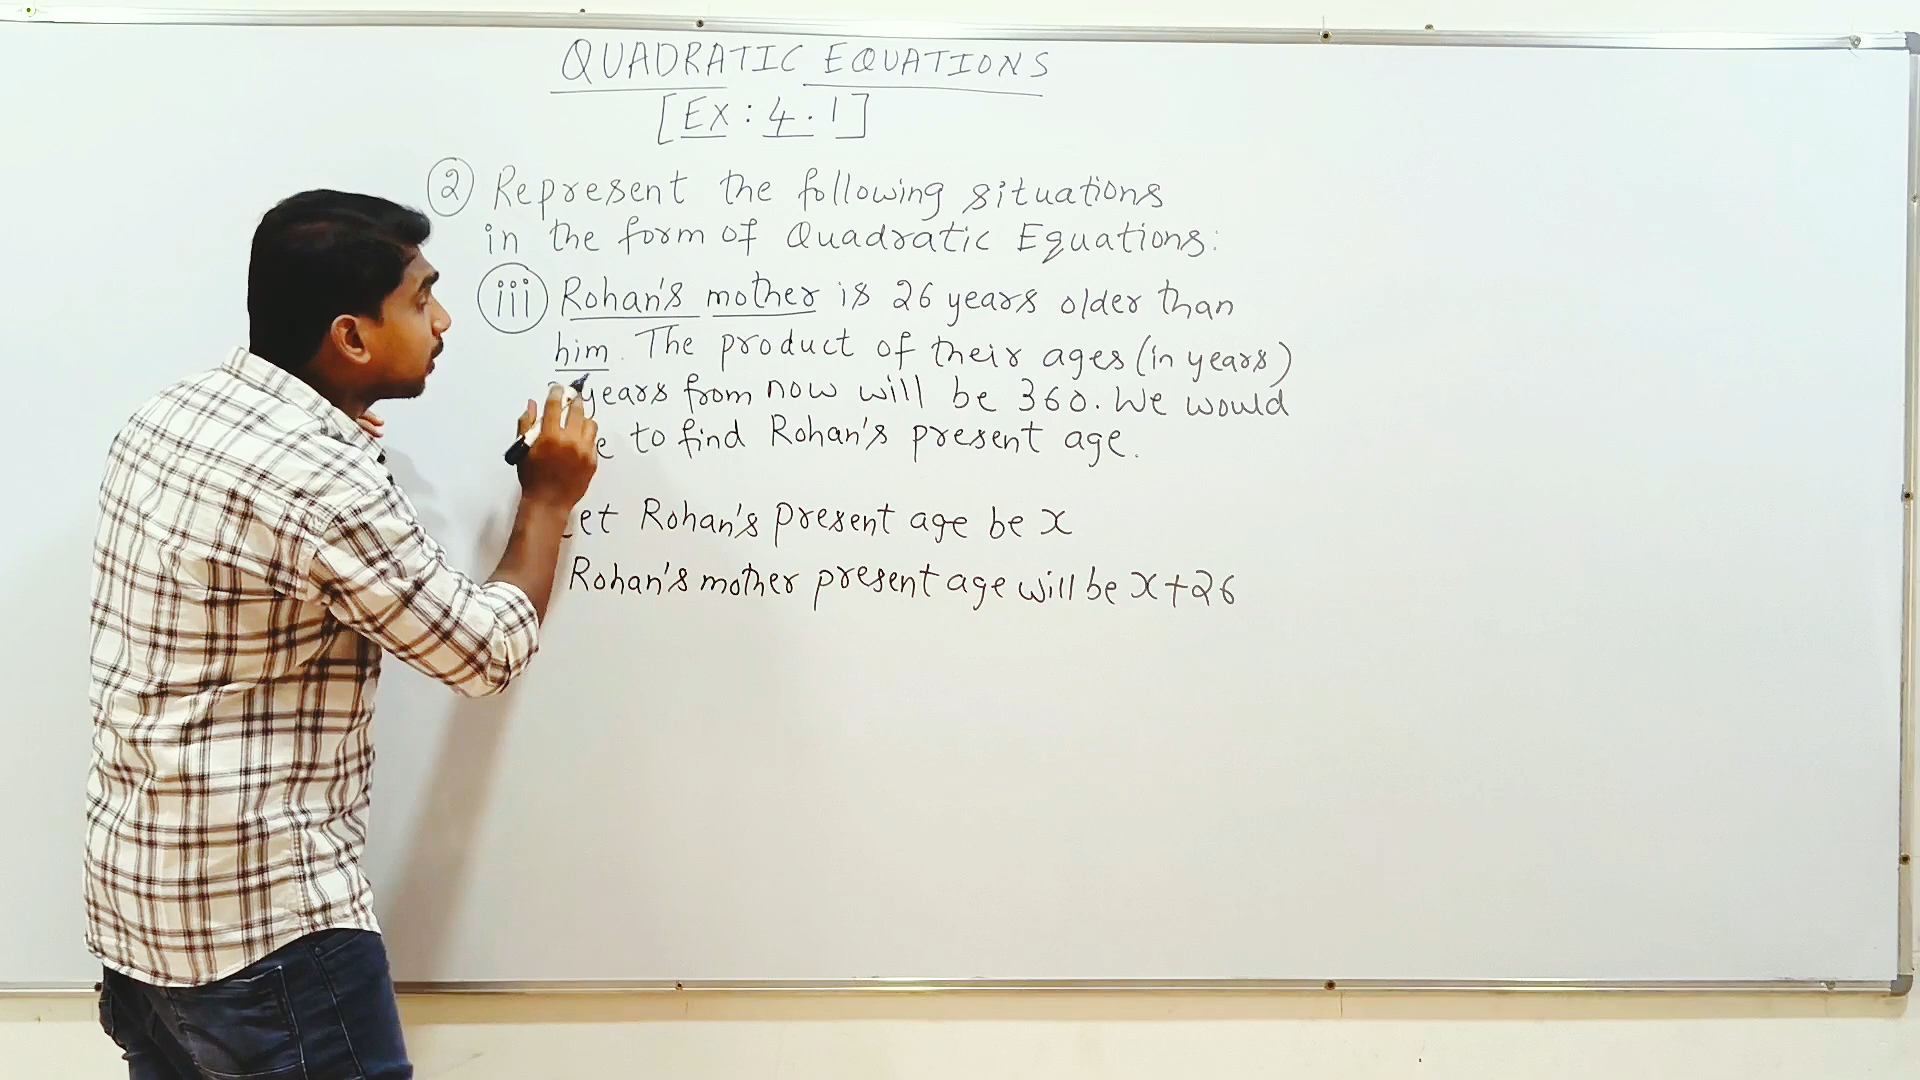 QUADRATIC EQUATIONS
[EX : 4.1]
② Represent the following situations
in the form of Quadratic Equations:
(iii) Rohan's mother is 26 years older than
him. The product of their ages (in years)
years from now will be 360. We would
to find Rohan's present age.
Rohan's present age be x
Rohan's mother present age will be x+26